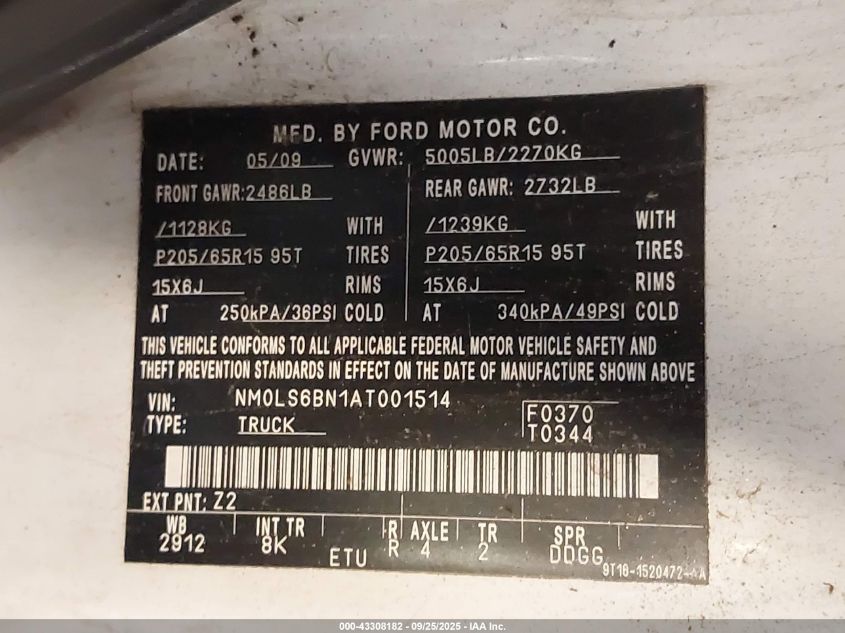 MFD. BY FORD MOTOR CO.
DATE: 05/09 GVWR: 5005LB/2270KG
FRONT GAWR: 2486LB REAR GAWR: 2732LB
/1128KG WITH /1239KG WITH
P205/65R15 95T TIRES P205/65R15 95T TIRES
15X6J RIMS 15X6J RIMS
AT 250kPA/36PSI COLD AT 340kPA/49PSI COLD
THIS VEHICLE CONFORMS TO ALL APPLICABLE FEDERAL MOTOR VEHICLE SAFETY AND
THEFT PREVENTION STANDARDS IN EFFECT ON THE DATE OF MANUFACTURE SHOWN ABOVE
VIN: NM0LS6BN1AT001514
TYPE: TRUCK
F0370
T0344
EXT PNT: Z2
WB INT TR R AXLE TR SPR
2912 8K R 4 2 DDGG
ETU
9T16-1520472-AA
000-43308182 - 09/25/2025 - IAA Inc.